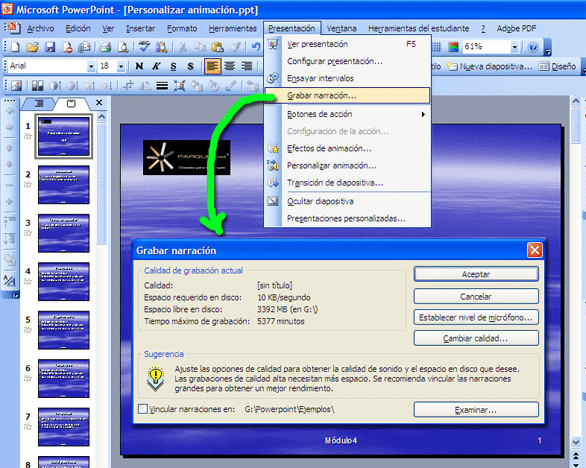 Microsoft PowerPoint - [Personalizar animación.ppt]
Archivo Edición Ver Insertar Formato Herramientas Presentación Ventana Herramientas del estudiante ? Adobe PDF
61%
Arial 18 N K S S
Nueva diapositiva...
Ver presentación F5
Configurar presentación...
Ensayar intervalos
Grabar narración...
Botones de acción
Configuración de la acción...
Efectos de animación...
Personalizar animación...
Transición de diapositiva...
Ocultar diapositiva
Presentaciones personalizadas...
1
2
3
4
5
6
7
8
Grabar narración
Calidad de grabación actual
Calidad: [sin título]
Espacio requerido en disco: 10 KB/segundo
Espacio libre en disco: 3392 MB (en G:\)
Tiempo máximo de grabación: 5377 minutos
Aceptar
Cancelar
Establecer nivel de micrófono...
Cambiar calidad...
Sugerencia
Ajuste las opciones de calidad para obtener la calidad de sonido y el espacio en disco que desee.
Las grabaciones de calidad alta necesitan más espacio. Se recomienda vincular las narraciones
grandes para obtener un mejor rendimiento.
Vincular narraciones en: G:\Powerpoint\Ejemplos\
Examinar...
Módulo4 1